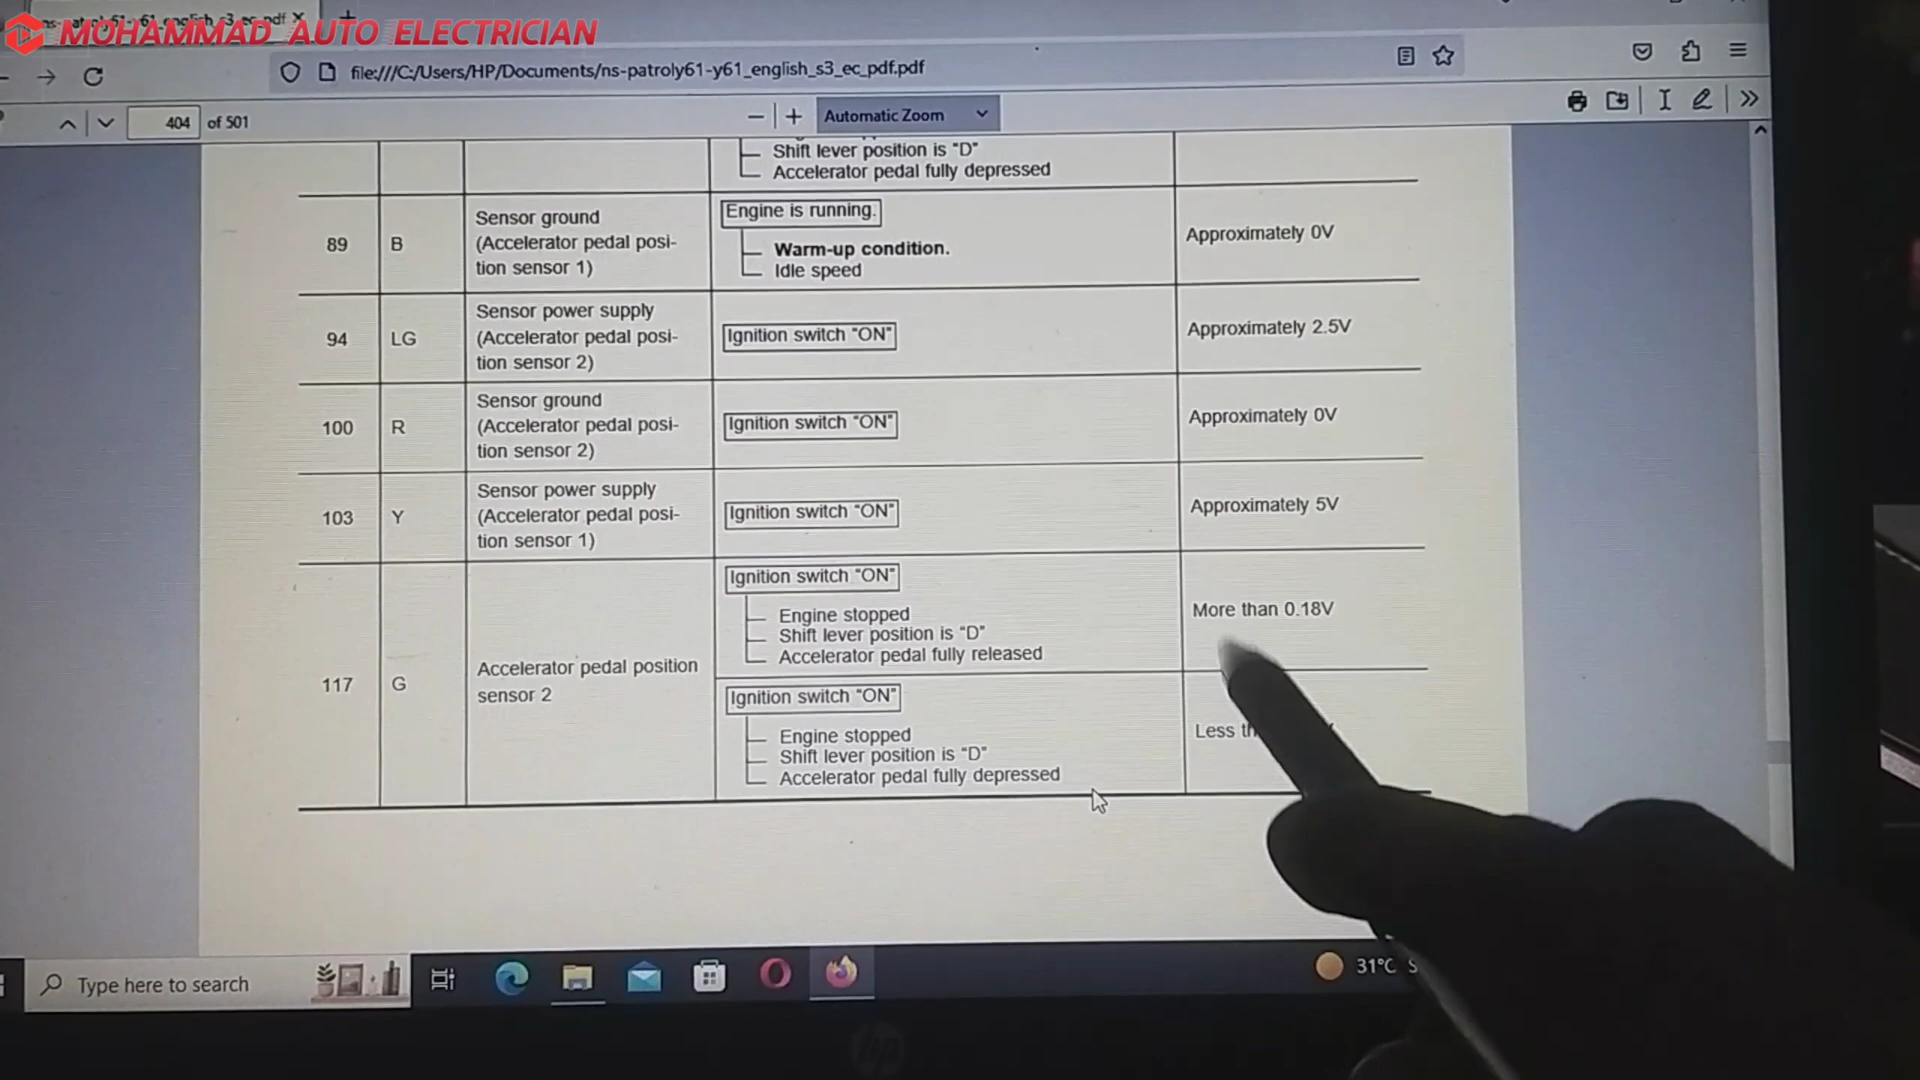 MOHAMMAD AUTO ELECTRICIAN
file:///C:/Users/HP/Documents/ns-patroly61-y61_english_s3_ec_pdf.pdf
404 of 501
Automatic Zoom
Shift lever position is "D"
Accelerator pedal fully depressed
89
B
Sensor ground
(Accelerator pedal posi-
tion sensor 1)
Engine is running.
Warm-up condition.
Idle speed
Approximately 0V
94
LG
Sensor power supply
(Accelerator pedal posi-
tion sensor 2)
Ignition switch "ON"
Approximately 2.5V
100
R
Sensor ground
(Accelerator pedal posi-
tion sensor 2)
Ignition switch "ON"
Approximately 0V
103
Y
Sensor power supply
(Accelerator pedal posi-
tion sensor 1)
Ignition switch "ON"
Approximately 5V
117
G
Accelerator pedal position
sensor 2
Ignition switch "ON"
Engine stopped
Shift lever position is "D"
Accelerator pedal fully released
More than 0.18V
Ignition switch "ON"
Engine stopped
Shift lever position is "D"
Accelerator pedal fully depressed
Less
Type here to search
31°C
hp